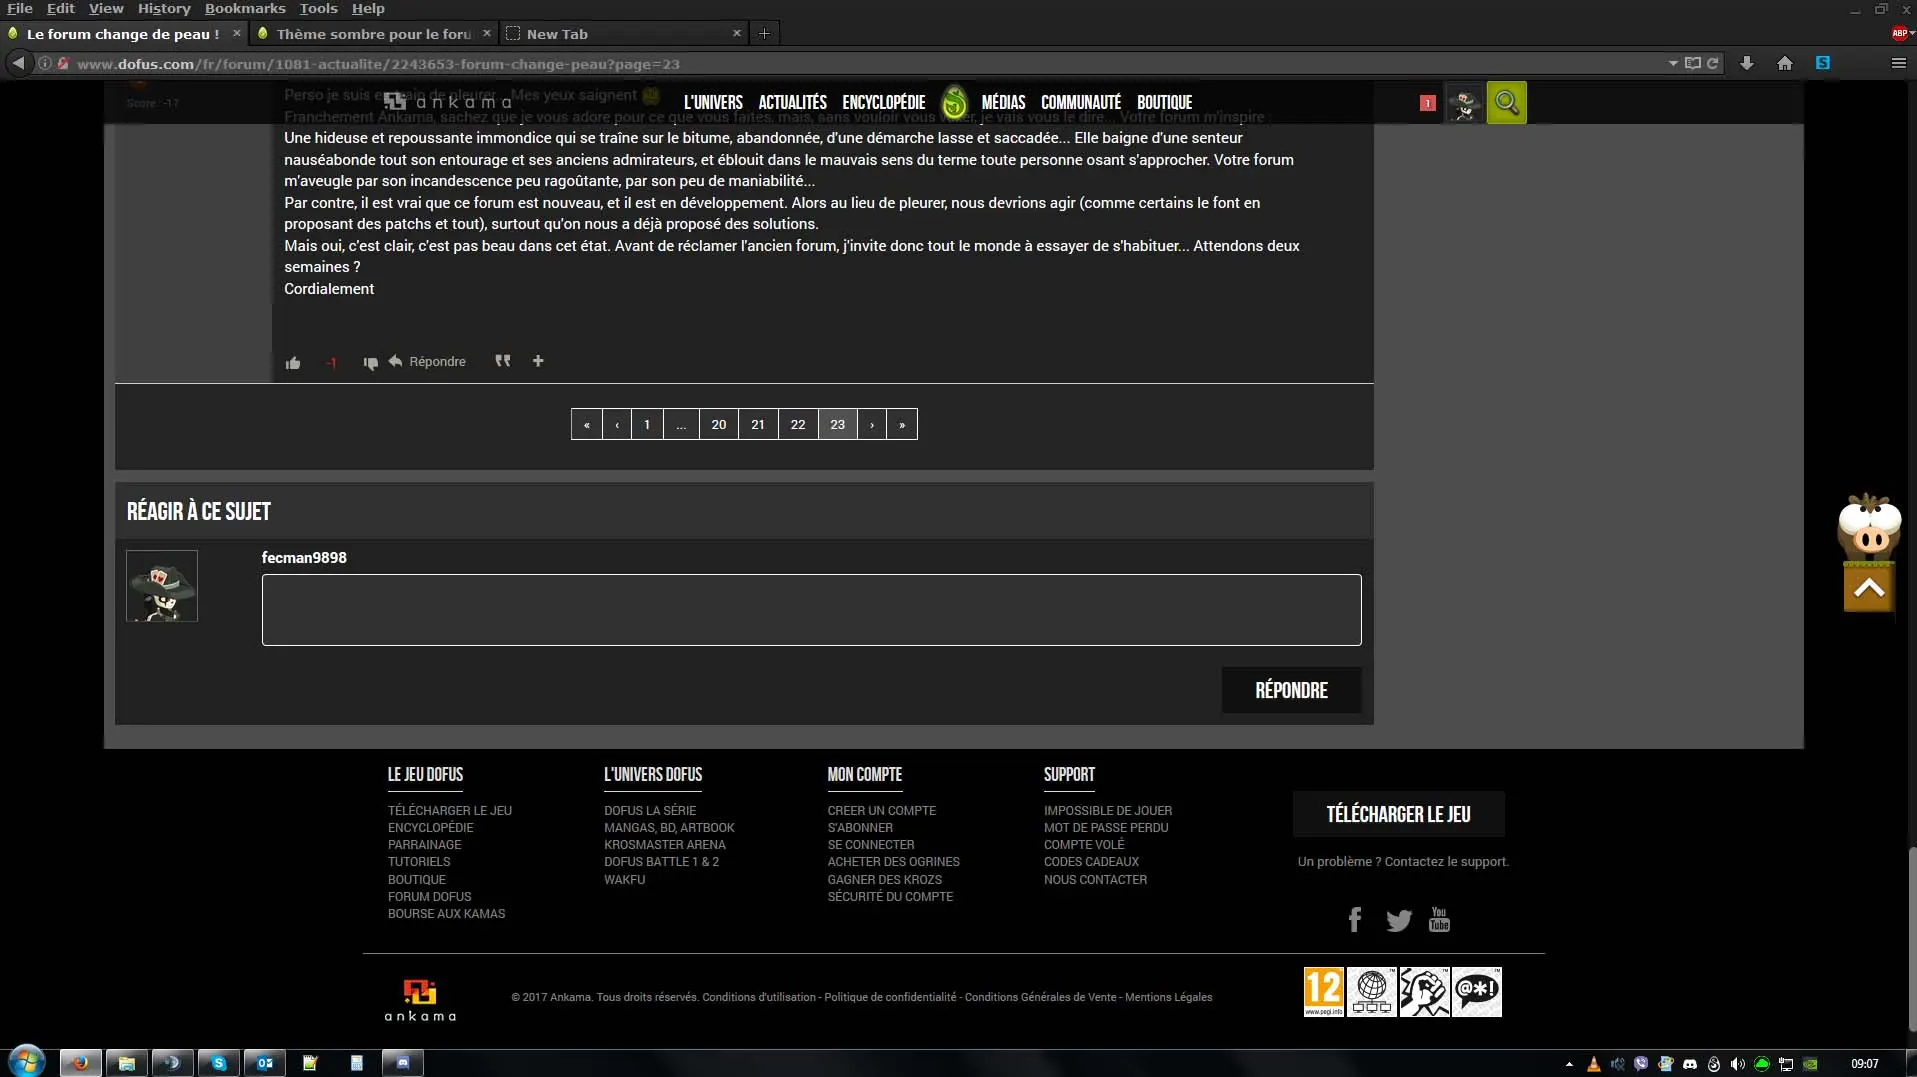 File Edit View History Bookmarks Tools Help
Le forum change de peau ! × Thème sombre pour le foru × New Tab × +
www.dofus.com/fr/forum/1081-actualite/2243653-forum-change-peau?page=23
ABP
Score : -17
ankama L'UNIVERS ACTUALITÉS ENCYCLOPÉDIE MÉDIAS COMMUNAUTÉ BOUTIQUE 1
Perso je suis en train de pleurer... Mes yeux saignent
Franchement Ankama, sachez que je vous adore pour ce que vous faites, mais, sans vouloir vous vexer, je vais vous le dire... Votre forum m'inspire :
Une hideuse et repoussante immondice qui se traîne sur le bitume, abandonnée, d'une démarche lasse et saccadée... Elle baigne d'une senteur
nauséabonde tout son entourage et ses anciens admirateurs, et éblouit dans le mauvais sens du terme toute personne osant s'approcher. Votre forum
m'aveugle par son incandescence peu ragoûtante, par son peu de maniabilité...
Par contre, il est vrai que ce forum est nouveau, et il est en développement. Alors au lieu de pleurer, nous devrions agir (comme certains le font en
proposant des patchs et tout), surtout qu'on nous a déjà proposé des solutions.
Mais oui, c'est clair, c'est pas beau dans cet état. Avant de réclamer l'ancien forum, j'invite donc tout le monde à essayer de s'habituer... Attendons deux
semaines ?
Cordialement
-1 Répondre
« ‹ 1 ... 20 21 22 23 › »
RÉAGIR À CE SUJET
fecman9898
RÉPONDRE
LE JEU DOFUS
TÉLÉCHARGER LE JEU
ENCYCLOPÉDIE
PARRAINAGE
TUTORIELS
BOUTIQUE
FORUM DOFUS
BOURSE AUX KAMAS
L'UNIVERS DOFUS
DOFUS LA SÉRIE
MANGAS, BD, ARTBOOK
KROSMASTER ARENA
DOFUS BATTLE 1 & 2
WAKFU
MON COMPTE
CREER UN COMPTE
S'ABONNER
SE CONNECTER
ACHETER DES OGRINES
GAGNER DES KROZS
SÉCURITÉ DU COMPTE
SUPPORT
IMPOSSIBLE DE JOUER
MOT DE PASSE PERDU
COMPTE VOLÉ
CODES CADEAUX
NOUS CONTACTER
TÉLÉCHARGER LE JEU
Un problème ? Contactez le support.
You
Tube
ankama
© 2017 Ankama. Tous droits réservés. Conditions d'utilisation - Politique de confidentialité - Conditions Générales de Vente - Mentions Légales
12
www.pegi.info
@*!
09:07